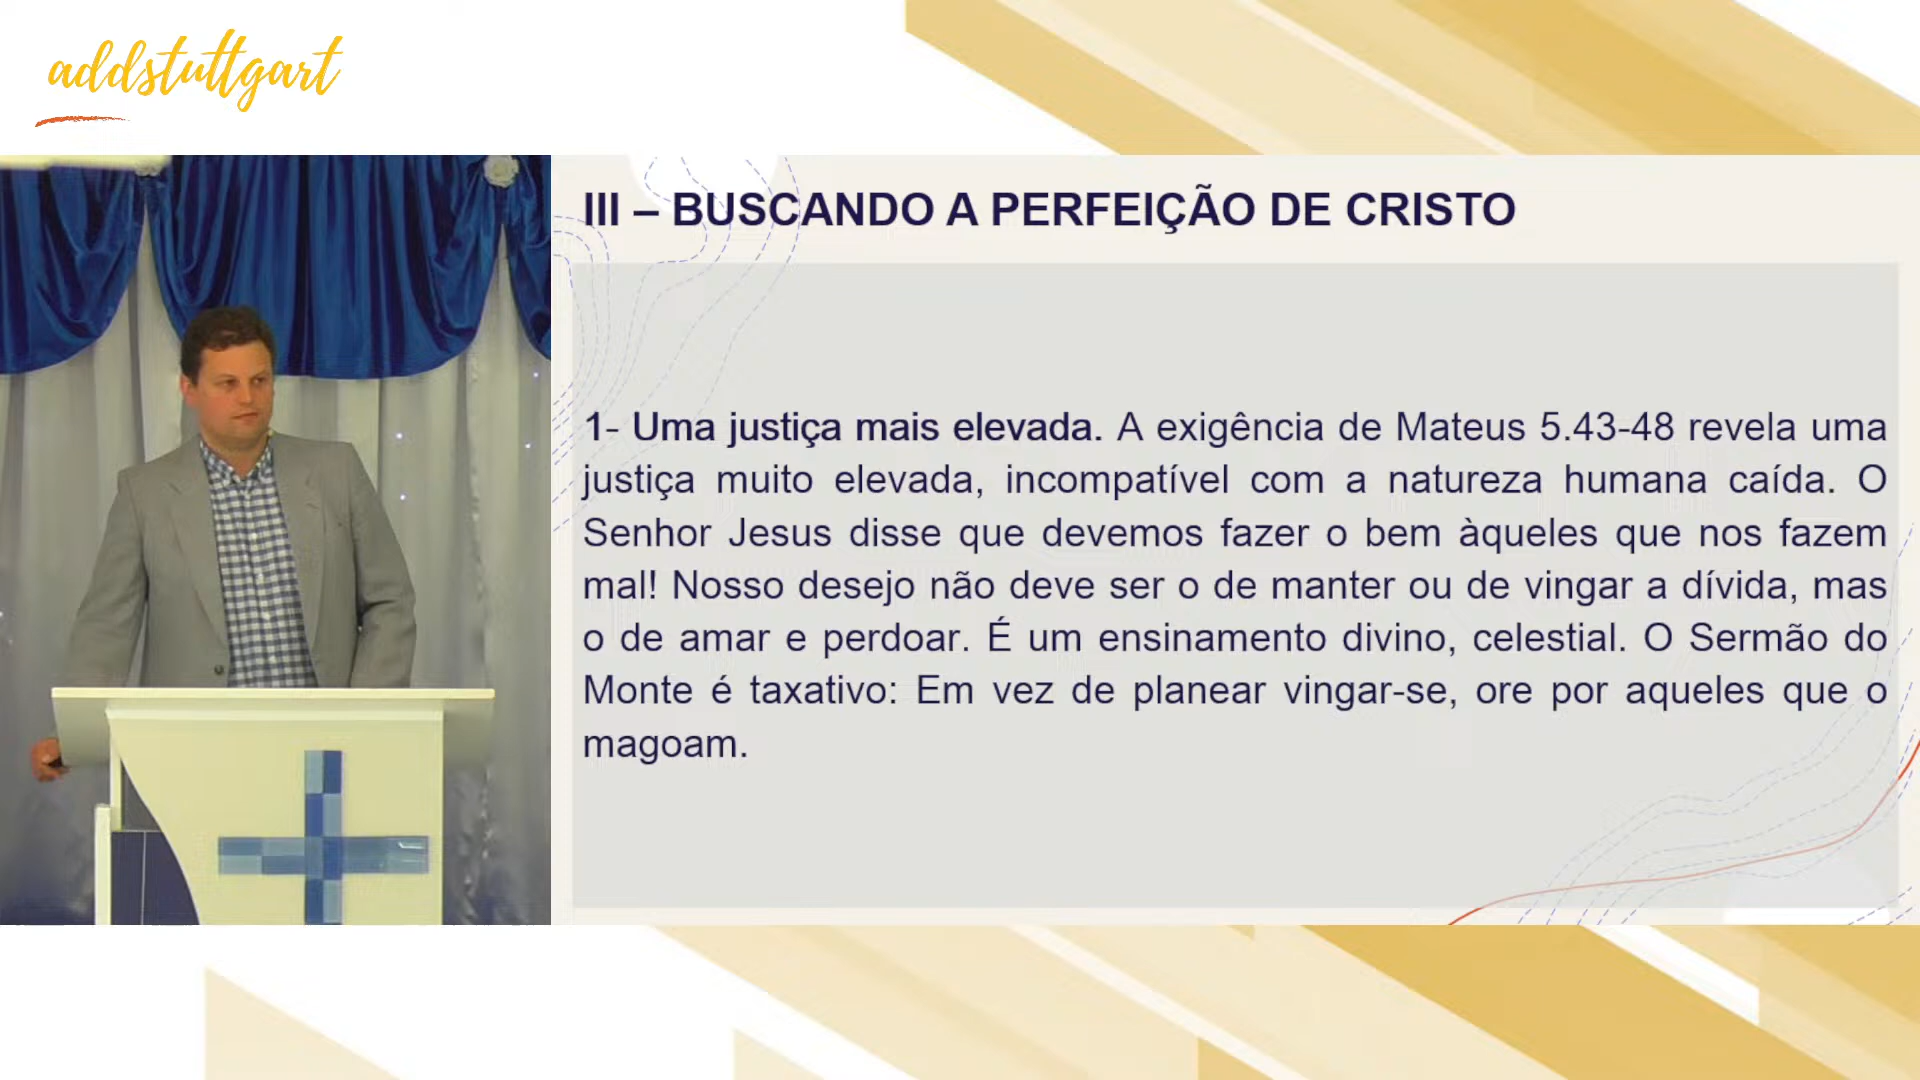 addstuttgart
III – BUSCANDO A PERFEIÇÃO DE CRISTO
1- Uma justiça mais elevada. A exigência de Mateus 5.43-48 revela uma
justiça muito elevada, incompatível com a natureza humana caída. O
Senhor Jesus disse que devemos fazer o bem àqueles que nos fazem
mal! Nosso desejo não deve ser o de manter ou de vingar a dívida, mas
o de amar e perdoar. É um ensinamento divino, celestial. O Sermão do
Monte é taxativo: Em vez de planear vingar-se, ore por aqueles que o
magoam.